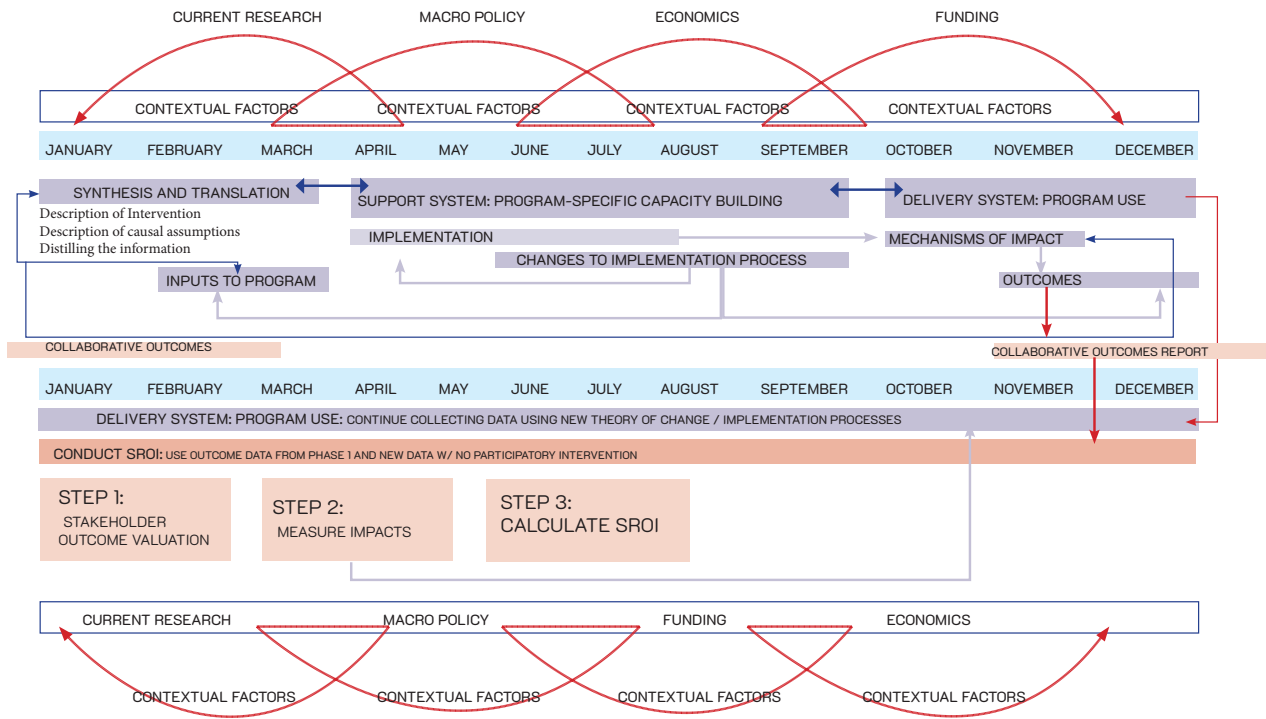 CURRENT RESEARCH MACRO POLICY ECONOMICS FUNDING
CONTEXTUAL FACTORS CONTEXTUAL FACTORS CONTEXTUAL FACTORS CONTEXTUAL FACTORS
JANUARY FEBRUARY MARCH APRIL MAY JUNE JULY AUGUST SEPTEMBER OCTOBER NOVEMBER DECEMBER
SYNTHESIS AND TRANSLATION
SUPPORT SYSTEM: PROGRAM-SPECIFIC CAPACITY BUILDING
DELIVERY SYSTEM: PROGRAM USE
Description of Intervention
Description of causal assumptions
Distilling the information
IMPLEMENTATION
MECHANISMS OF IMPACT
CHANGES TO IMPLEMENTATION PROCESS
INPUTS TO PROGRAM
OUTCOMES
COLLABORATIVE OUTCOMES
COLLABORATIVE OUTCOMES REPORT
JANUARY FEBRUARY MARCH APRIL MAY JUNE JULY AUGUST SEPTEMBER OCTOBER NOVEMBER DECEMBER
DELIVERY SYSTEM: PROGRAM USE: CONTINUE COLLECTING DATA USING NEW THEORY OF CHANGE / IMPLEMENTATION PROCESSES
CONDUCT SROI: USE OUTCOME DATA FROM PHASE 1 AND NEW DATA W/ NO PARTICIPATORY INTERVENTION
STEP 1:
STAKEHOLDER
OUTCOME VALUATION
STEP 2:
MEASURE IMPACTS
STEP 3:
CALCULATE SROI
CURRENT RESEARCH MACRO POLICY FUNDING ECONOMICS
CONTEXTUAL FACTORS CONTEXTUAL FACTORS CONTEXTUAL FACTORS CONTEXTUAL FACTORS